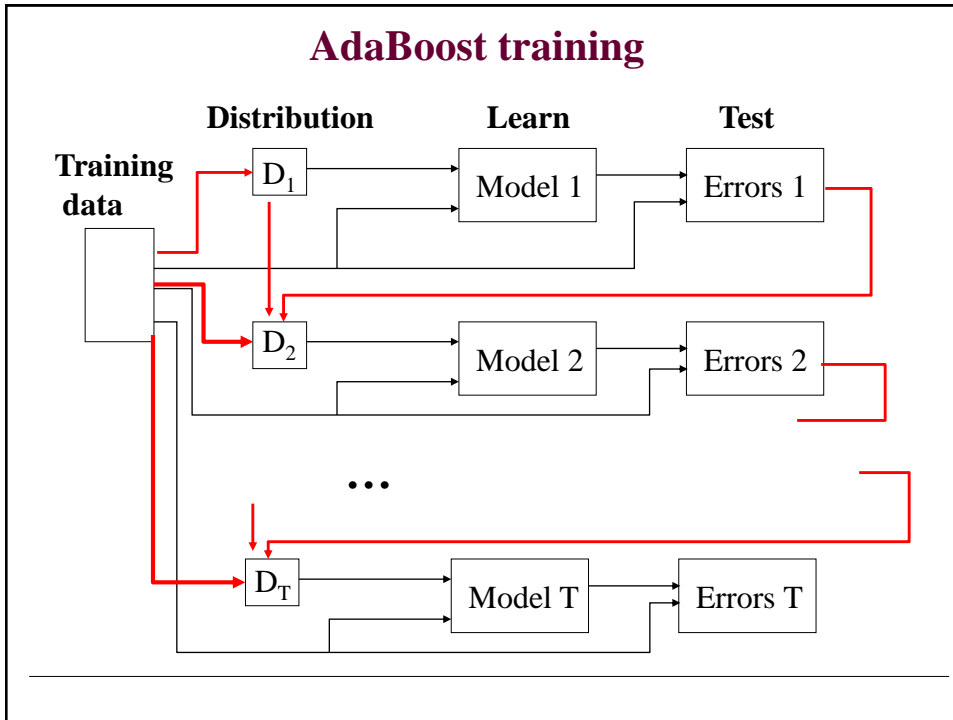 AdaBoost training
Distribution Learn Test
Training
data
D₁
Model 1
Errors 1
D₂
Model 2
Errors 2
...
D_T
Model T
Errors T